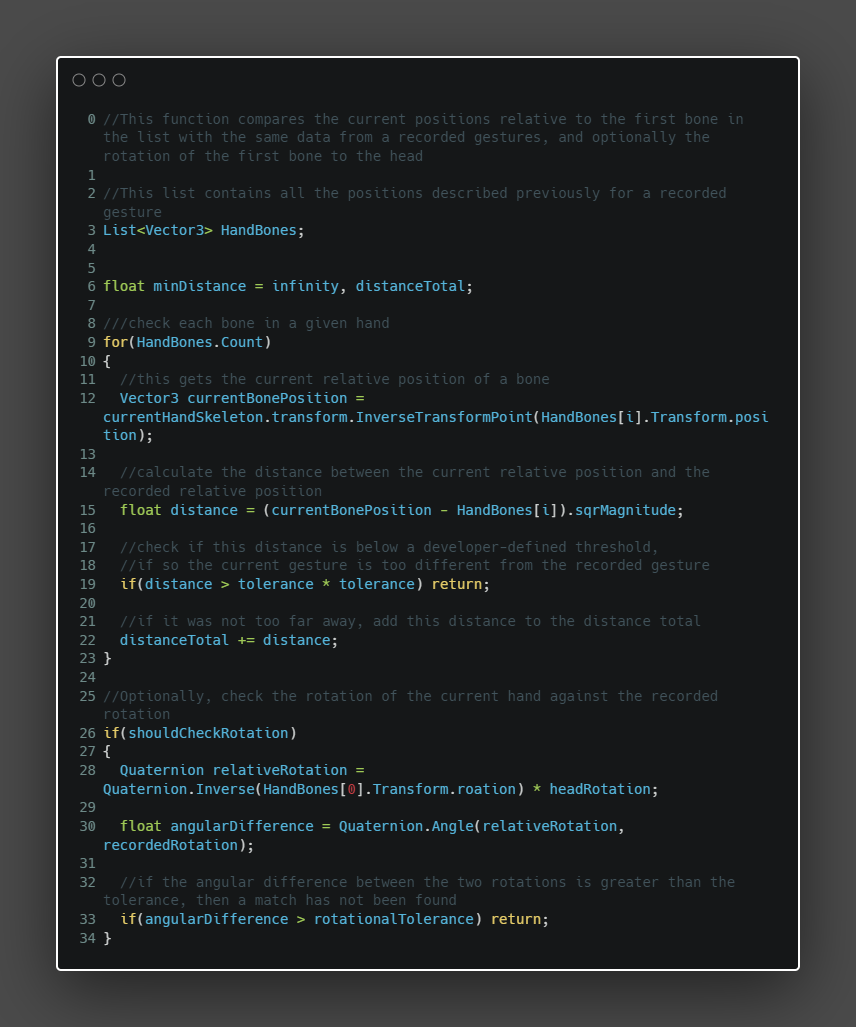 0 //This function compares the current positions relative to the first bone in
the list with the same data from a recorded gestures, and optionally the
rotation of the first bone to the head
1
2 //This list contains all the positions described previously for a recorded
gesture
3 List<Vector3> HandBones;
4
5
6 float minDistance = infinity, distanceTotal;
7
8 ///check each bone in a given hand
9 for(HandBones.Count)
10 {
11   //this gets the current relative position of a bone
12   Vector3 currentBonePosition =
currentHandSkeleton.transform.InverseTransformPoint(HandBones[i].Transform.posi
tion);
13
14   //calculate the distance between the current relative position and the
recorded relative position
15   float distance = (currentBonePosition - HandBones[i]).sqrMagnitude;
16
17   //check if this distance is below a developer-defined threshold,
18   //if so the current gesture is too different from the recorded gesture
19   if(distance > tolerance * tolerance) return;
20
21   //if it was not too far away, add this distance to the distance total
22   distanceTotal += distance;
23 }
24
25 //Optionally, check the rotation of the current hand against the recorded
rotation
26 if(shouldCheckRotation)
27 {
28   Quaternion relativeRotation =
Quaternion.Inverse(HandBones[0].Transform.roation) * headRotation;
29
30   float angularDifference = Quaternion.Angle(relativeRotation,
recordedRotation);
31
32   //if the angular difference between the two rotations is greater than the
tolerance, then a match has not been found
33   if(angularDifference > rotationalTolerance) return;
34 }